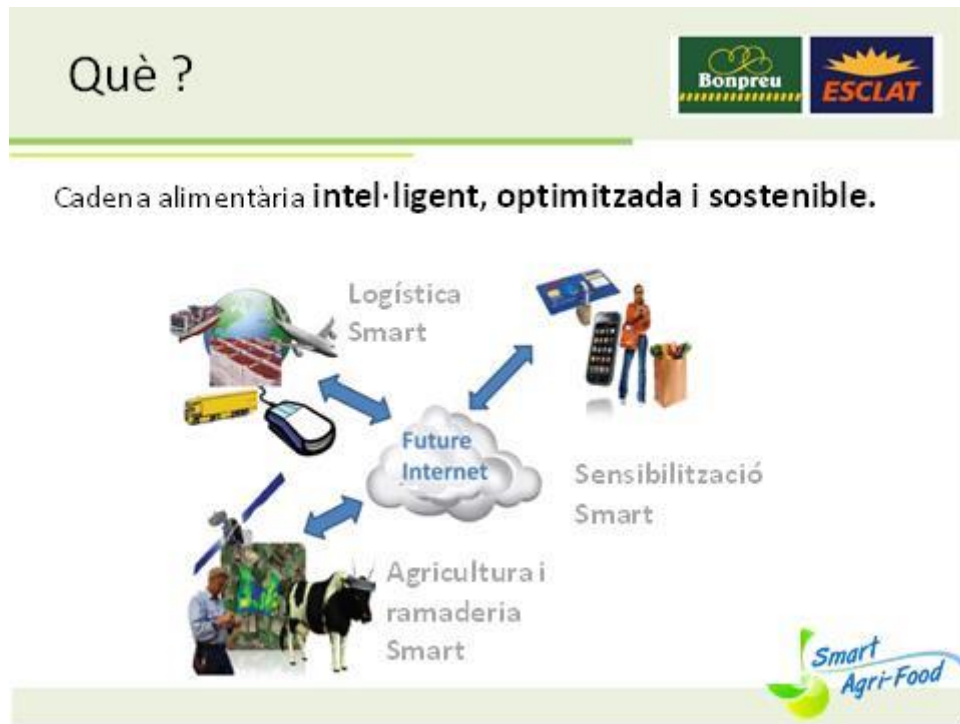 Què ?
Bonpreu
ESCLAT
Cadena alimentària intel·ligent, optimitzada i sostenible.
Logística
Smart
Future
Internet
Sensibilització
Smart
Agricultura i
ramaderia
Smart
Smart
Agri-Food